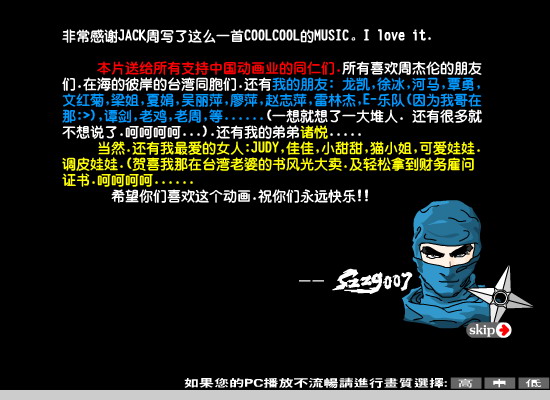 非常感谢JACK周写了这么一首COOLCOOL的MUSIC。I love it.
本片送给所有支持中国动画业的同仁们.所有喜欢周杰伦的朋友
们.在海的彼岸的台湾同胞们.还有我的朋友: 龙凯,徐冰,河马,覃勇,
文红菊,梁姐,夏娟,吴丽萍,廖萍,赵志萍,雷林杰,E-乐队(因为我哥在
那:>),谭剑,老鸡,老周,等......(一想就想了一大堆人. 还有很多就
不想说了.呵呵呵呵...).还有我的弟弟诸悦.....
当然.还有我最爱的女人:JUDY,佳佳,小甜甜,猫小姐,可爱娃娃.
调皮娃娃.(贺喜我那在台湾老婆的书风光大卖.及轻松拿到财务雇问
证书.呵呵呵呵......
希望你们喜欢这个动画.祝你们永远快乐!!
-- Szzg007
skip
如果您的PC播放不流暢請進行畫質選擇: 高 中 低